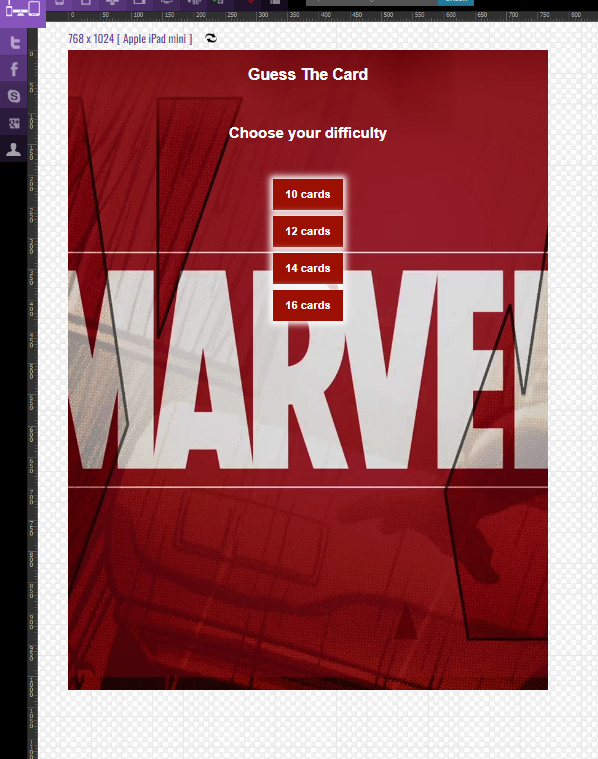 768 x 1024 [ Apple iPad mini ]
Guess The Card
Choose your difficulty
10 cards
12 cards
14 cards
16 cards
MARVEL